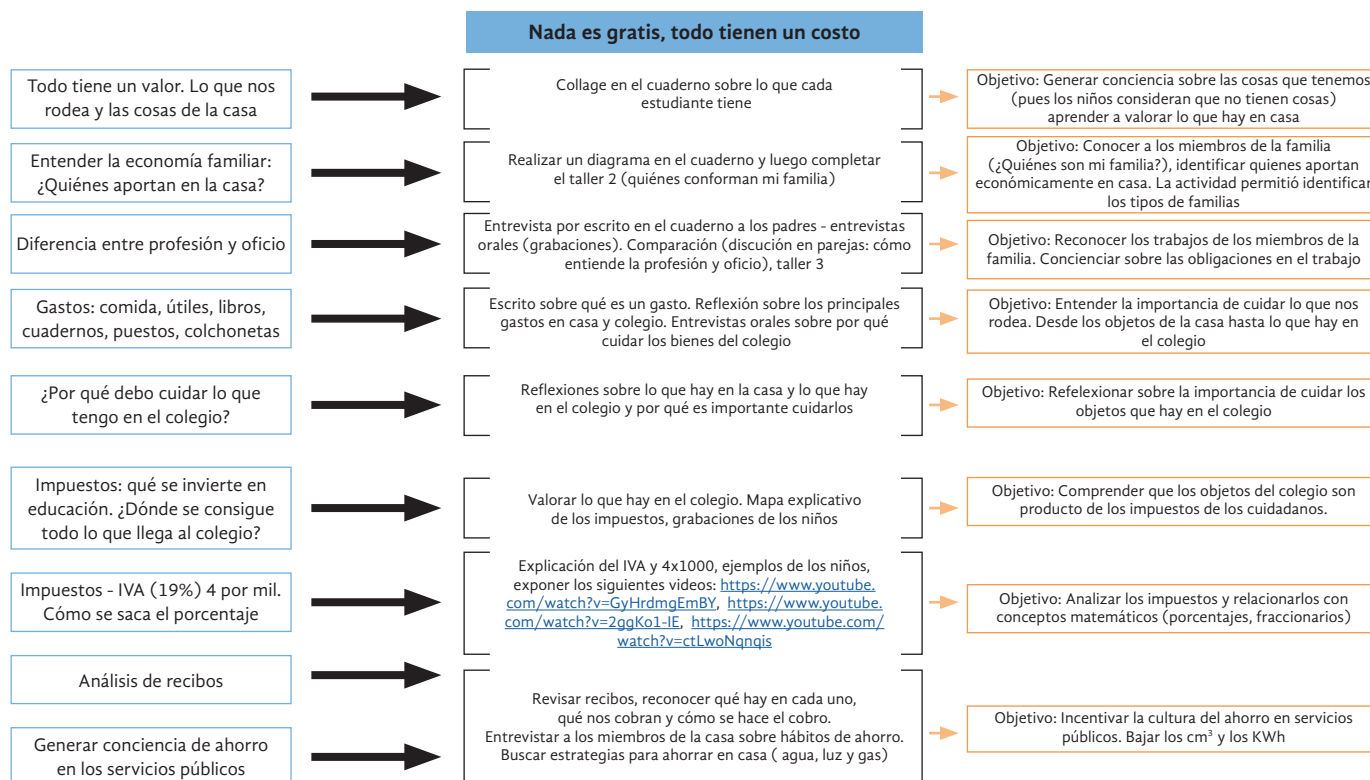 Nada es gratis, todo tienen un costo
Todo tiene un valor. Lo que nos
rodea y las cosas de la casa
Collage en el cuaderno sobre lo que cada
estudiante tiene
Objetivo: Generar conciencia sobre las cosas que tenemos
(pues los niños consideran que no tienen cosas)
aprender a valorar lo que hay en casa
Entender la economía familiar:
¿Quiénes aportan en la casa?
Realizar un diagrama en el cuaderno y luego completar
el taller 2 (quiénes conforman mi familia)
Objetivo: Conocer a los miembros de la familia
(¿Quiénes son mi familia?), identificar quienes aportan
económicamente en casa. La actividad permitió identificar
los tipos de familias
Diferencia entre profesión y oficio
Entrevista por escrito en el cuaderno a los padres - entrevistas
orales (grabaciones). Comparación (discución en parejas: cómo
entiende la profesión y oficio), taller 3
Objetivo: Reconocer los trabajos de los miembros de la
familia. Concienciar sobre las obligaciones en el trabajo
Gastos: comida, útiles, libros,
cuadernos, puestos, colchonetas
Escrito sobre qué es un gasto. Reflexión sobre los principales
gastos en casa y colegio. Entrevistas orales sobre por qué
cuidar los bienes del colegio
Objetivo: Entender la importancia de cuidar lo que nos
rodea. Desde los objetos de la casa hasta lo que hay en
el colegio
¿Por qué debo cuidar lo que
tengo en el colegio?
Reflexiones sobre lo que hay en la casa y lo que hay
en el colegio y por qué es importante cuidarlos
Objetivo: Refelexionar sobre la importancia de cuidar los
objetos que hay en el colegio
Impuestos: qué se invierte en
educación. ¿Dónde se consigue
todo lo que llega al colegio?
Valorar lo que hay en el colegio. Mapa explicativo
de los impuestos, grabaciones de los niños
Objetivo: Comprender que los objetos del colegio son
producto de los impuestos de los cuidadanos.
Impuestos - IVA (19%) 4 por mil.
Cómo se saca el porcentaje
Explicación del IVA y 4x1000, ejemplos de los niños,
exponer los siguientes videos: https://www.youtube.
com/watch?v=GyHrdmgEmBY, https://www.youtube.
com/watch?v=2ggKo1-IE, https://www.youtube.com/
watch?v=ctLwoNqnqis
Objetivo: Analizar los impuestos y relacionarlos con
conceptos matemáticos (porcentajes, fraccionarios)
Análisis de recibos
Generar conciencia de ahorro
en los servicios públicos
Revisar recibos, reconocer qué hay en cada uno,
qué nos cobran y cómo se hace el cobro.
Entrevistar a los miembros de la casa sobre hábitos de ahorro.
Buscar estrategias para ahorrar en casa ( agua, luz y gas)
Objetivo: Incentivar la cultura del ahorro en servicios
públicos. Bajar los cm³ y los KWh